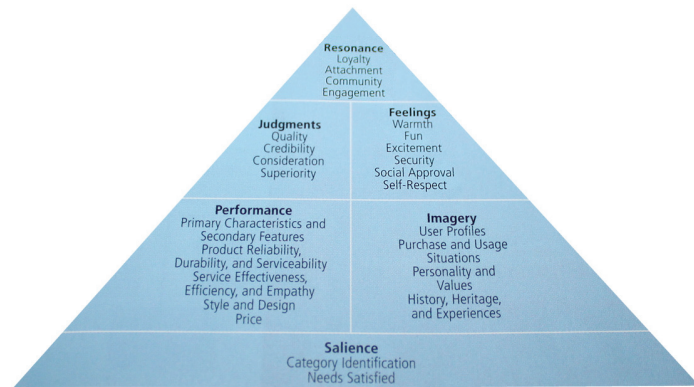 Resonance
Loyalty
Attachment
Community
Engagement
Judgments
Quality
Credibility
Consideration
Superiority
Feelings
Warmth
Fun
Excitement
Security
Social Approval
Self-Respect
Performance
Primary Characteristics and
Secondary Features
Product Reliability,
Durability, and Serviceability
Service Effectiveness,
Efficiency, and Empathy
Style and Design
Price
Imagery
User Profiles
Purchase and Usage
Situations
Personality and
Values
History, Heritage,
and Experiences
Salience
Category Identification
Needs Satisfied